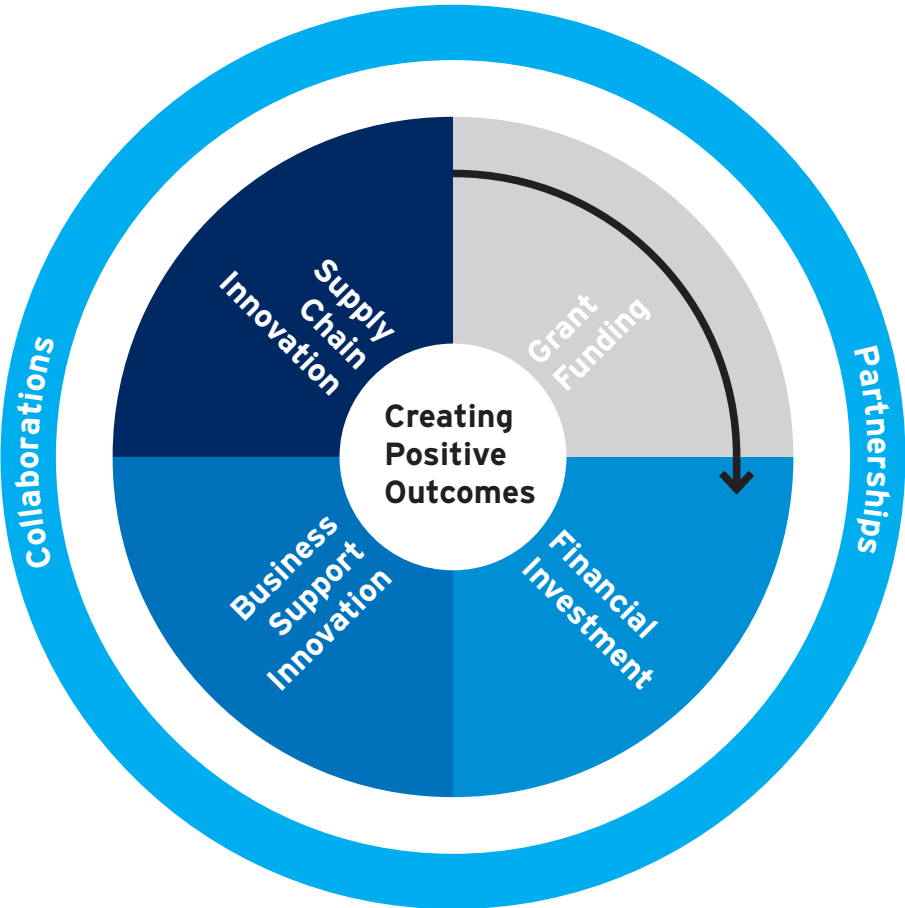 Collaborations
Supply
Chain
Innovation
Grant
Funding
Creating
Positive
Outcomes
Business
Support
Innovation
Financial
Investment
Partnerships